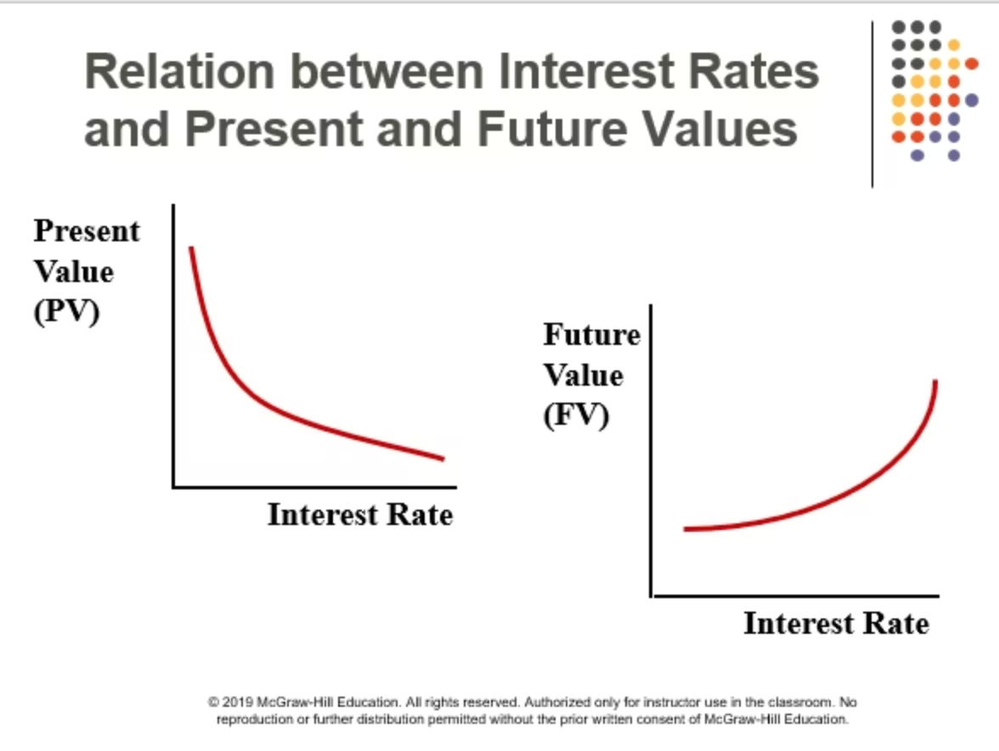 Relation between Interest Rates
and Present and Future Values
Present
Value
(PV)
Interest Rate
Future
Value
(FV)
Interest Rate
© 2019 McGraw-Hill Education. All rights reserved. Authorized only for instructor use in the classroom. No
reproduction or further distribution permitted without the prior written consent of McGraw-Hill Education.